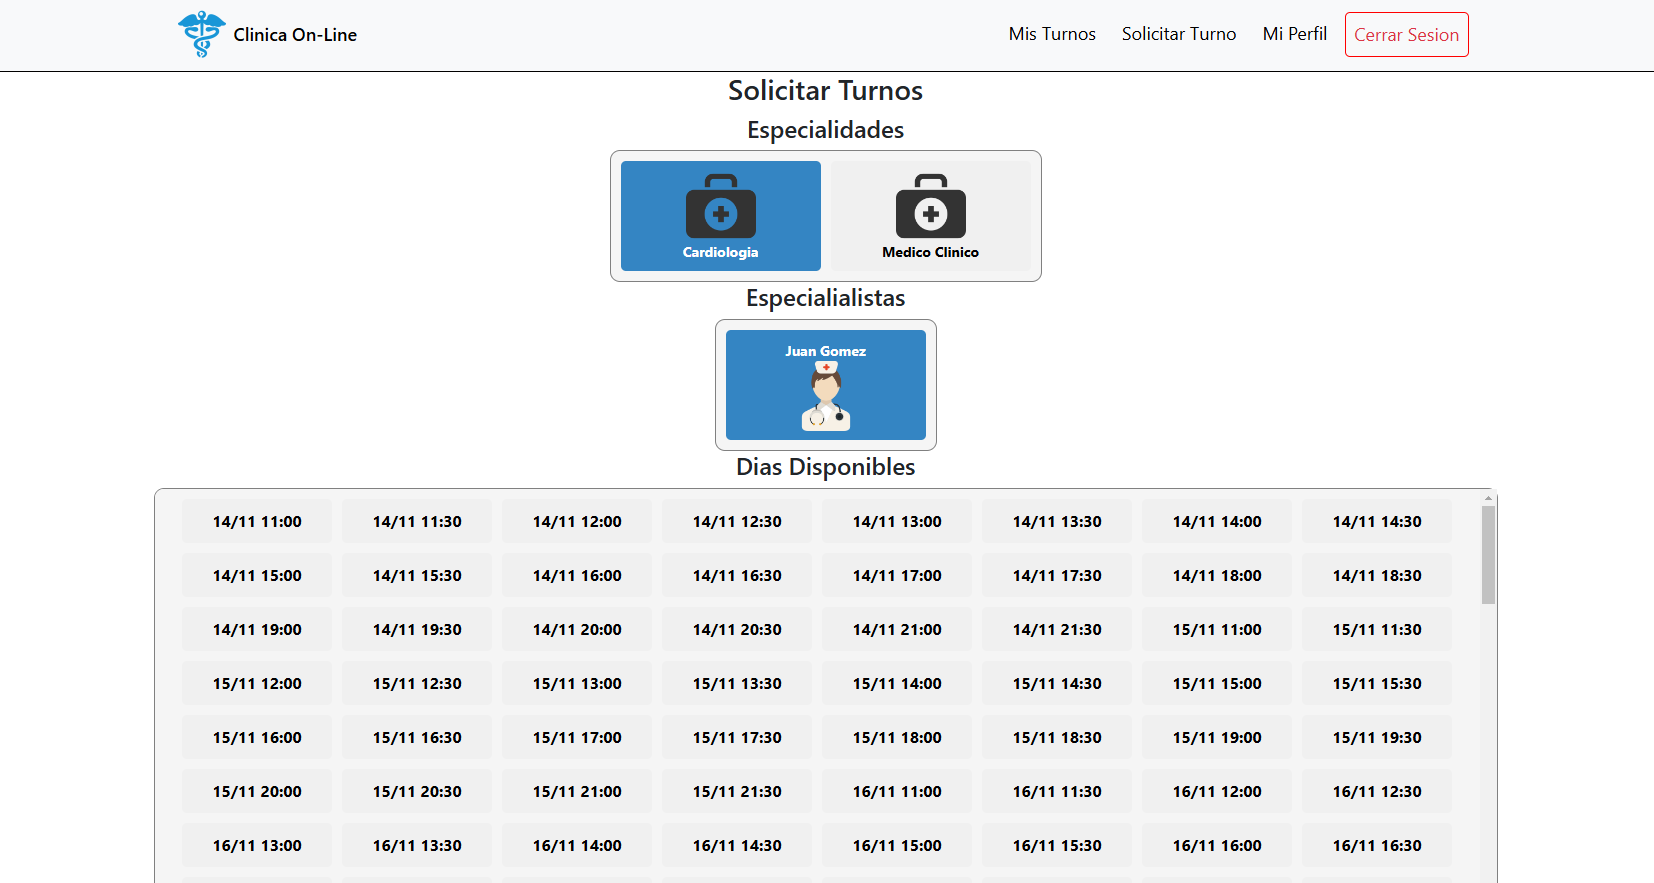 Clinica On-Line Mis Turnos Solicitar Turno Mi Perfil Cerrar Sesion
Solicitar Turnos
Especialidades
Cardiologia Medico Clinico
Especialialistas
Juan Gomez
Dias Disponibles
14/11 11:00 14/11 11:30 14/11 12:00 14/11 12:30 14/11 13:00 14/11 13:30 14/11 14:00 14/11 14:30
14/11 15:00 14/11 15:30 14/11 16:00 14/11 16:30 14/11 17:00 14/11 17:30 14/11 18:00 14/11 18:30
14/11 19:00 14/11 19:30 14/11 20:00 14/11 20:30 14/11 21:00 14/11 21:30 15/11 11:00 15/11 11:30
15/11 12:00 15/11 12:30 15/11 13:00 15/11 13:30 15/11 14:00 15/11 14:30 15/11 15:00 15/11 15:30
15/11 16:00 15/11 16:30 15/11 17:00 15/11 17:30 15/11 18:00 15/11 18:30 15/11 19:00 15/11 19:30
15/11 20:00 15/11 20:30 15/11 21:00 15/11 21:30 16/11 11:00 16/11 11:30 16/11 12:00 16/11 12:30
16/11 13:00 16/11 13:30 16/11 14:00 16/11 14:30 16/11 15:00 16/11 15:30 16/11 16:00 16/11 16:30